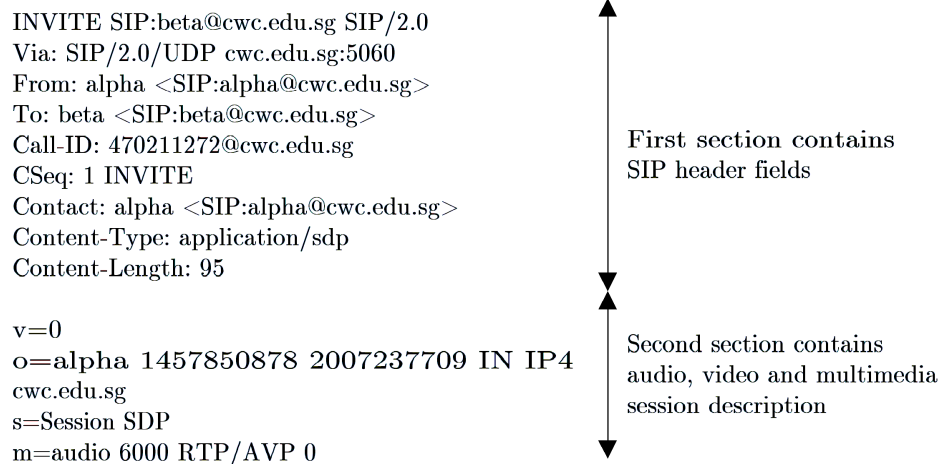 INVITE SIP:beta@cwc.edu.sg SIP/2.0
Via: SIP/2.0/UDP cwc.edu.sg:5060
From: alpha <SIP:alpha@cwc.edu.sg>
To: beta <SIP:beta@cwc.edu.sg>
Call-ID: 470211272@cwc.edu.sg
CSeq: 1 INVITE
Contact: alpha <SIP:alpha@cwc.edu.sg>
Content-Type: application/sdp
Content-Length: 95
First section contains
SIP header fields
v=0
o=alpha 1457850878 2007237709 IN IP4
cwc.edu.sg
s=Session SDP
m=audio 6000 RTP/AVP 0
Second section contains
audio, video and multimedia
session description